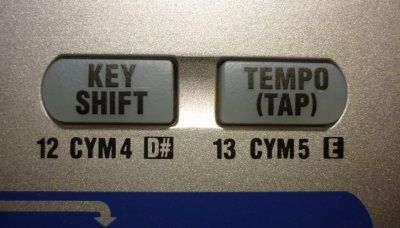 KEY
SHIFT
TEMPO
(TAP)
12 CYM4 D#
13 CYM5 E